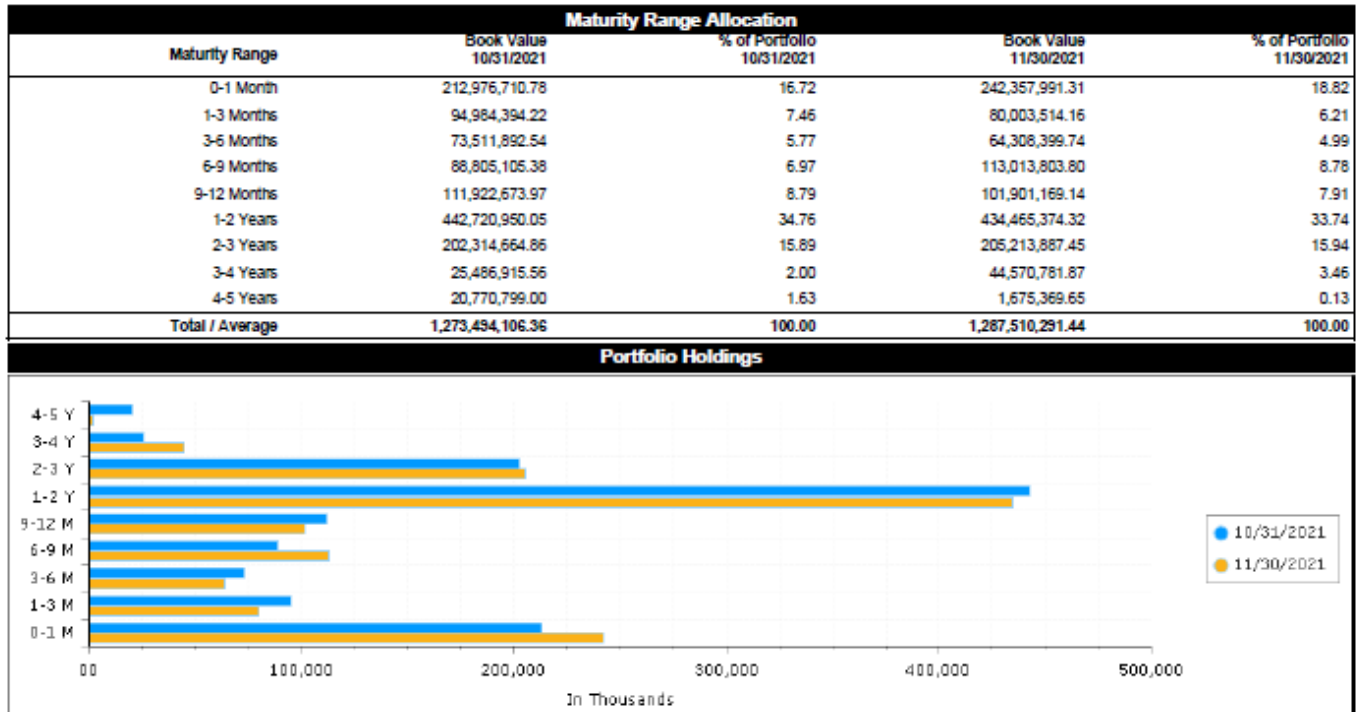 Maturity Range Allocation
Maturity Range Book Value 10/31/2021 % of Portfolio 10/31/2021 Book Value 11/30/2021 % of Portfolio 11/30/2021
0-1 Month 212,976,710.78 16.72 242,357,991.31 18.82
1-3 Months 94,984,394.22 7.46 80,003,514.16 6.21
3-6 Months 73,511,892.54 5.77 64,308,399.74 4.99
6-9 Months 88,805,105.38 6.97 113,013,803.80 8.78
9-12 Months 111,922,673.97 8.79 101,901,169.14 7.91
1-2 Years 442,720,950.05 34.76 434,465,374.32 33.74
2-3 Years 202,314,664.86 15.89 205,213,887.45 15.94
3-4 Years 25,486,915.56 2.00 44,570,781.87 3.46
4-5 Years 20,770,799.00 1.63 1,675,369.65 0.13
Total / Average 1,273,494,106.36 100.00 1,287,510,291.44 100.00
Portfolio Holdings
4-5 Y
3-4 Y
2-3 Y
1-2 Y
9-12 M
6-9 M
3-6 M
1-3 M
0-1 M
10/31/2021
11/30/2021
00 100,000 200,000 300,000 400,000 500,000
In Thousands